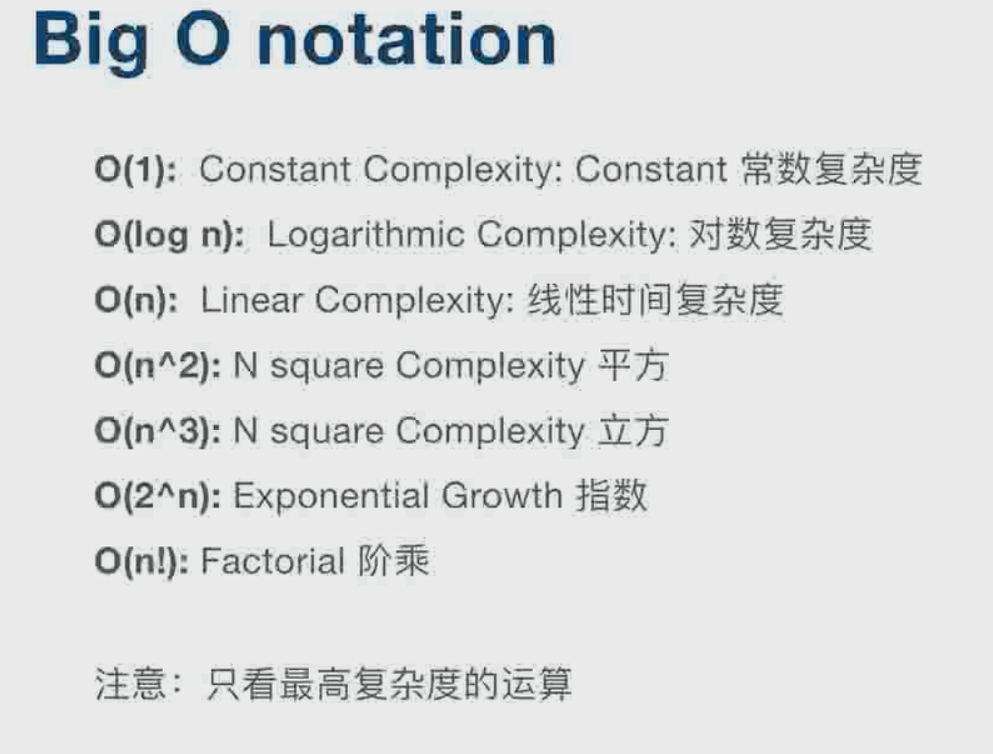 Big O notation
O(1): Constant Complexity: Constant 常数复杂度
O(log n): Logarithmic Complexity: 对数复杂度
O(n): Linear Complexity: 线性时间复杂度
O(n^2): N square Complexity 平方
O(n^3): N square Complexity 立方
O(2^n): Exponential Growth 指数
O(n!): Factorial 阶乘
注意：只看最高复杂度的运算